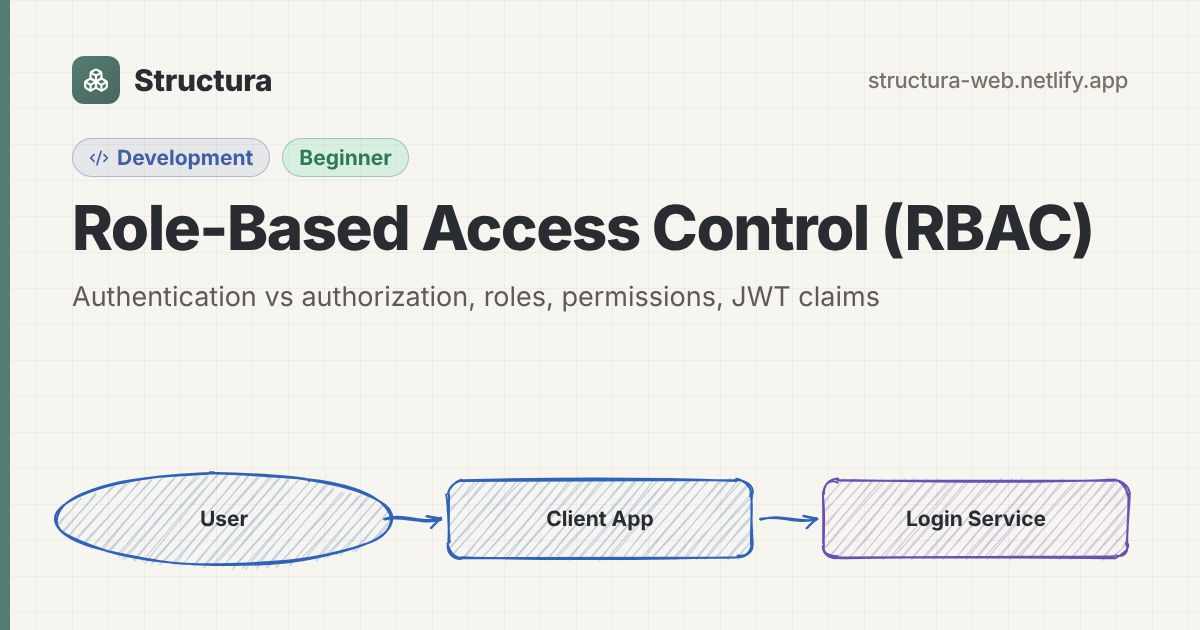 Structura
structura-web.netlify.app
Development
Beginner
Role-Based Access Control (RBAC)
Authentication vs authorization, roles, permissions, JWT claims
User
Client App
Login Service